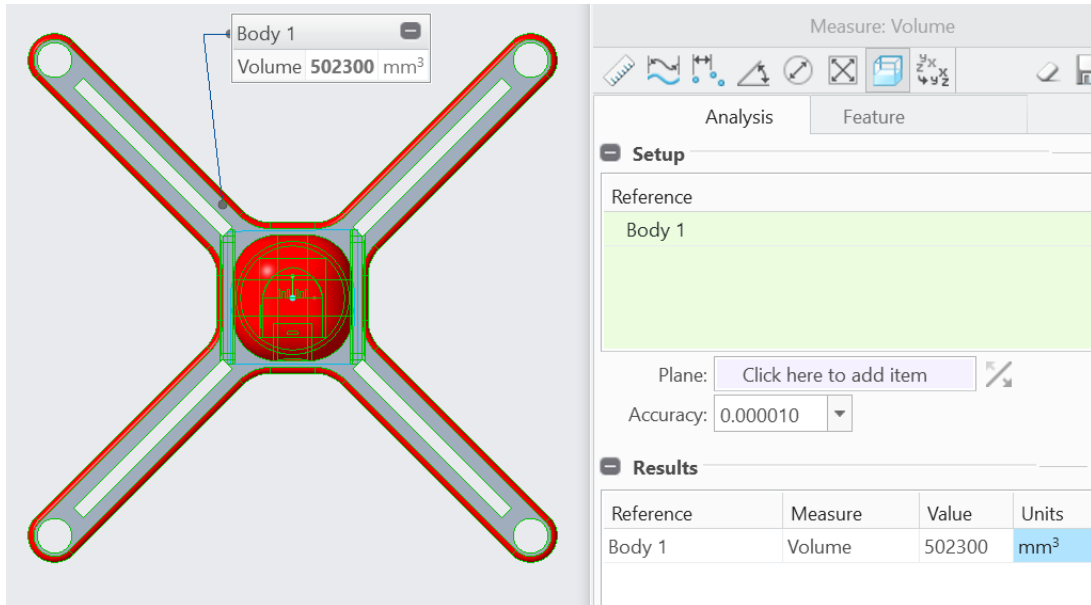 Body 1
Volume 502300 mm³
Measure: Volume
Analysis Feature
Setup
Reference
Body 1
Plane: Click here to add item
Accuracy: 0.000010
Results
Reference Measure Value Units
Body 1 Volume 502300 mm³